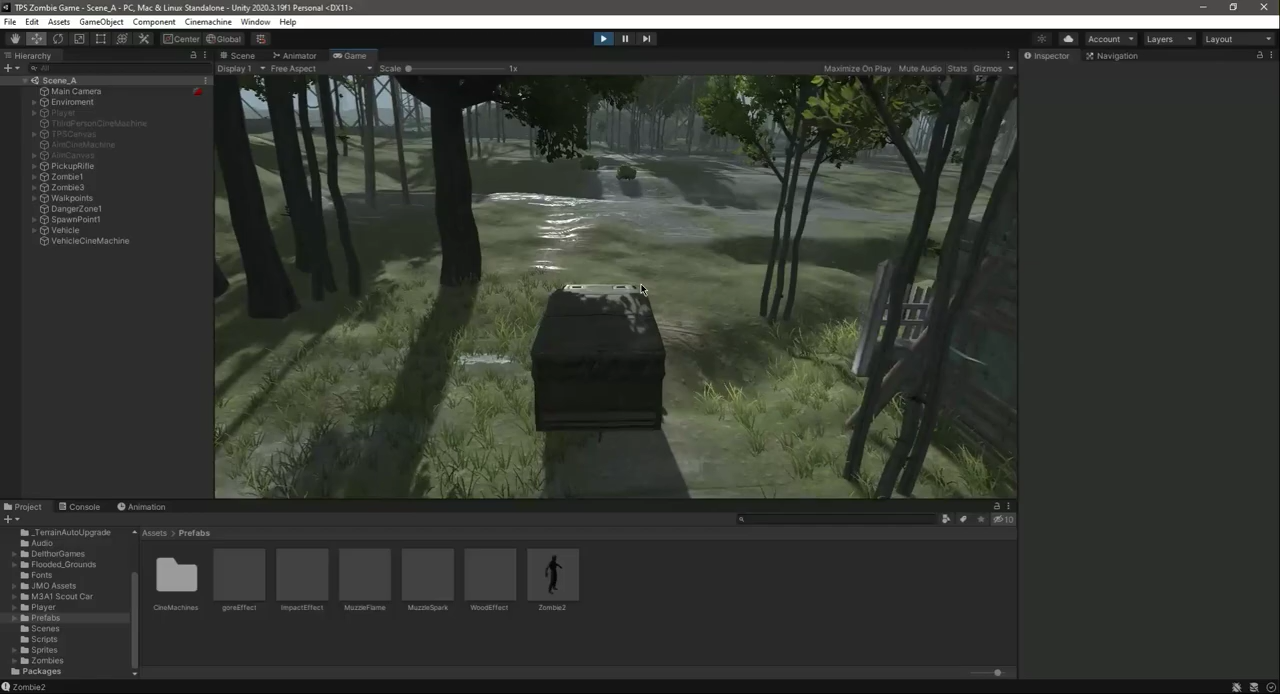 TPS Zombie Game - Scene_A - PC, Mac & Linux Standalone - Unity 2020.3.19f1 Personal <DX11>
File Edit Assets GameObject Component Cinemachine Window Help
Center Global Account Layers Layout
Hierarchy Scene Animator Game Inspector Navigation
All Display 1 Free Aspect Scale 1x Maximize On Play Mute Audio Stats Gizmos
Scene_A
Main Camera
Enviroment
Player
ThirdPersonCineMachine
TPSCanvas
AimCineMachine
AimCanvas
PickupRifle
Zombie1
Zombie3
Walkpoints
DangerZone1
SpawnPoint1
Vehicle
VehicleCineMachine
Project Console Animation
10
Assets > Prefabs
_TerrainAutoUpgrade
Audio
DelthorGames
Flooded_Grounds
Fonts
JMO Assets
M3A1 Scout Car
Player
Prefabs
Scenes
Scripts
Sprites
Zombies
Packages
CineMachines goreEffect ImpactEffect MuzzleFlame MuzzleSpark WoodEffect Zombie2
Zombie2